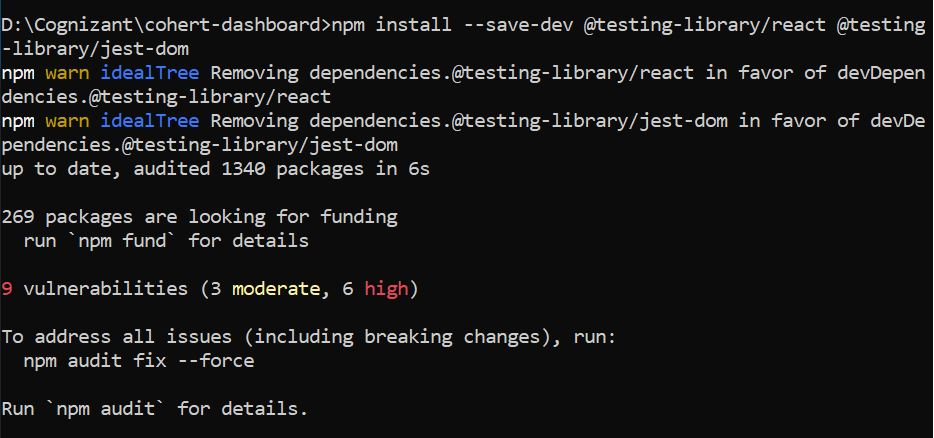 D:\Cognizant\cohert-dashboard>npm install --save-dev @testing-library/react @testing
-library/jest-dom
npm warn idealTree Removing dependencies.@testing-library/react in favor of devDepen
dencies.@testing-library/react
npm warn idealTree Removing dependencies.@testing-library/jest-dom in favor of devDe
pendencies.@testing-library/jest-dom
up to date, audited 1340 packages in 6s
269 packages are looking for funding
run `npm fund` for details
9 vulnerabilities (3 moderate, 6 high)
To address all issues (including breaking changes), run:
npm audit fix --force
Run `npm audit` for details.